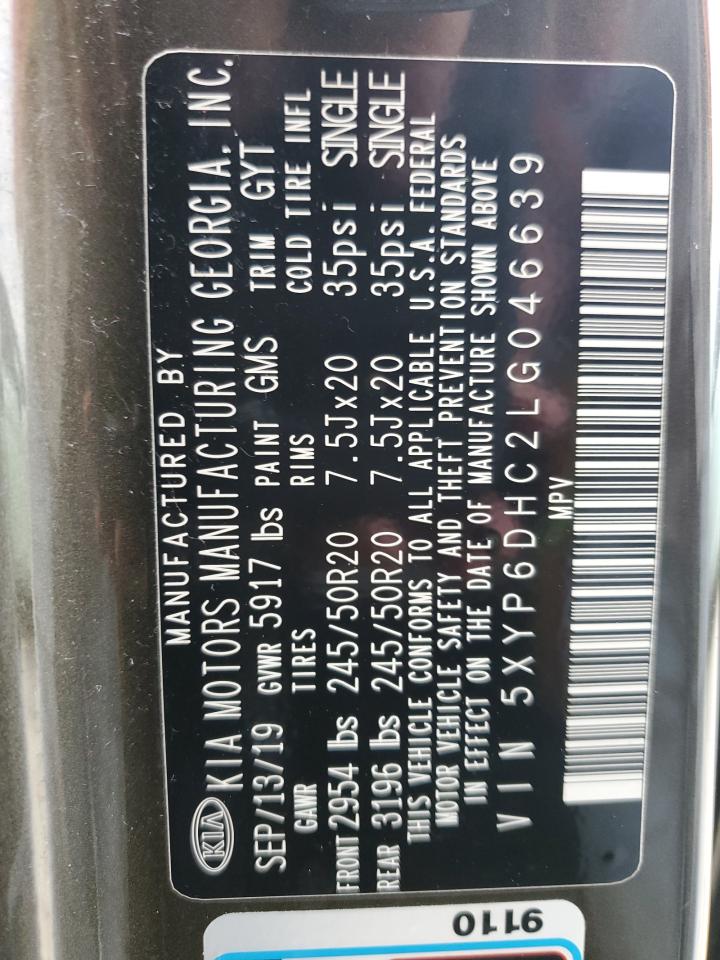 MANUFACTURED BY
KIA KIA MOTORS MANUFACTURING GEORGIA, INC.
SEP/13/19 GVWR 5917 lbs PAINT GMS TRIM GYT
GAWR TIRES RIMS COLD TIRE INFL
FRONT 2954 lbs 245/50R20 7.5Jx20 35psi SINGLE
REAR 3196 lbs 245/50R20 7.5Jx20 35psi SINGLE
THIS VEHICLE CONFORMS TO ALL APPLICABLE U.S.A. FEDERAL
MOTOR VEHICLE SAFETY AND THEFT PREVENTION STANDARDS
IN EFFECT ON THE DATE OF MANUFACTURE SHOWN ABOVE
VIN 5XYP6DHC2LG046639
MPV
9110